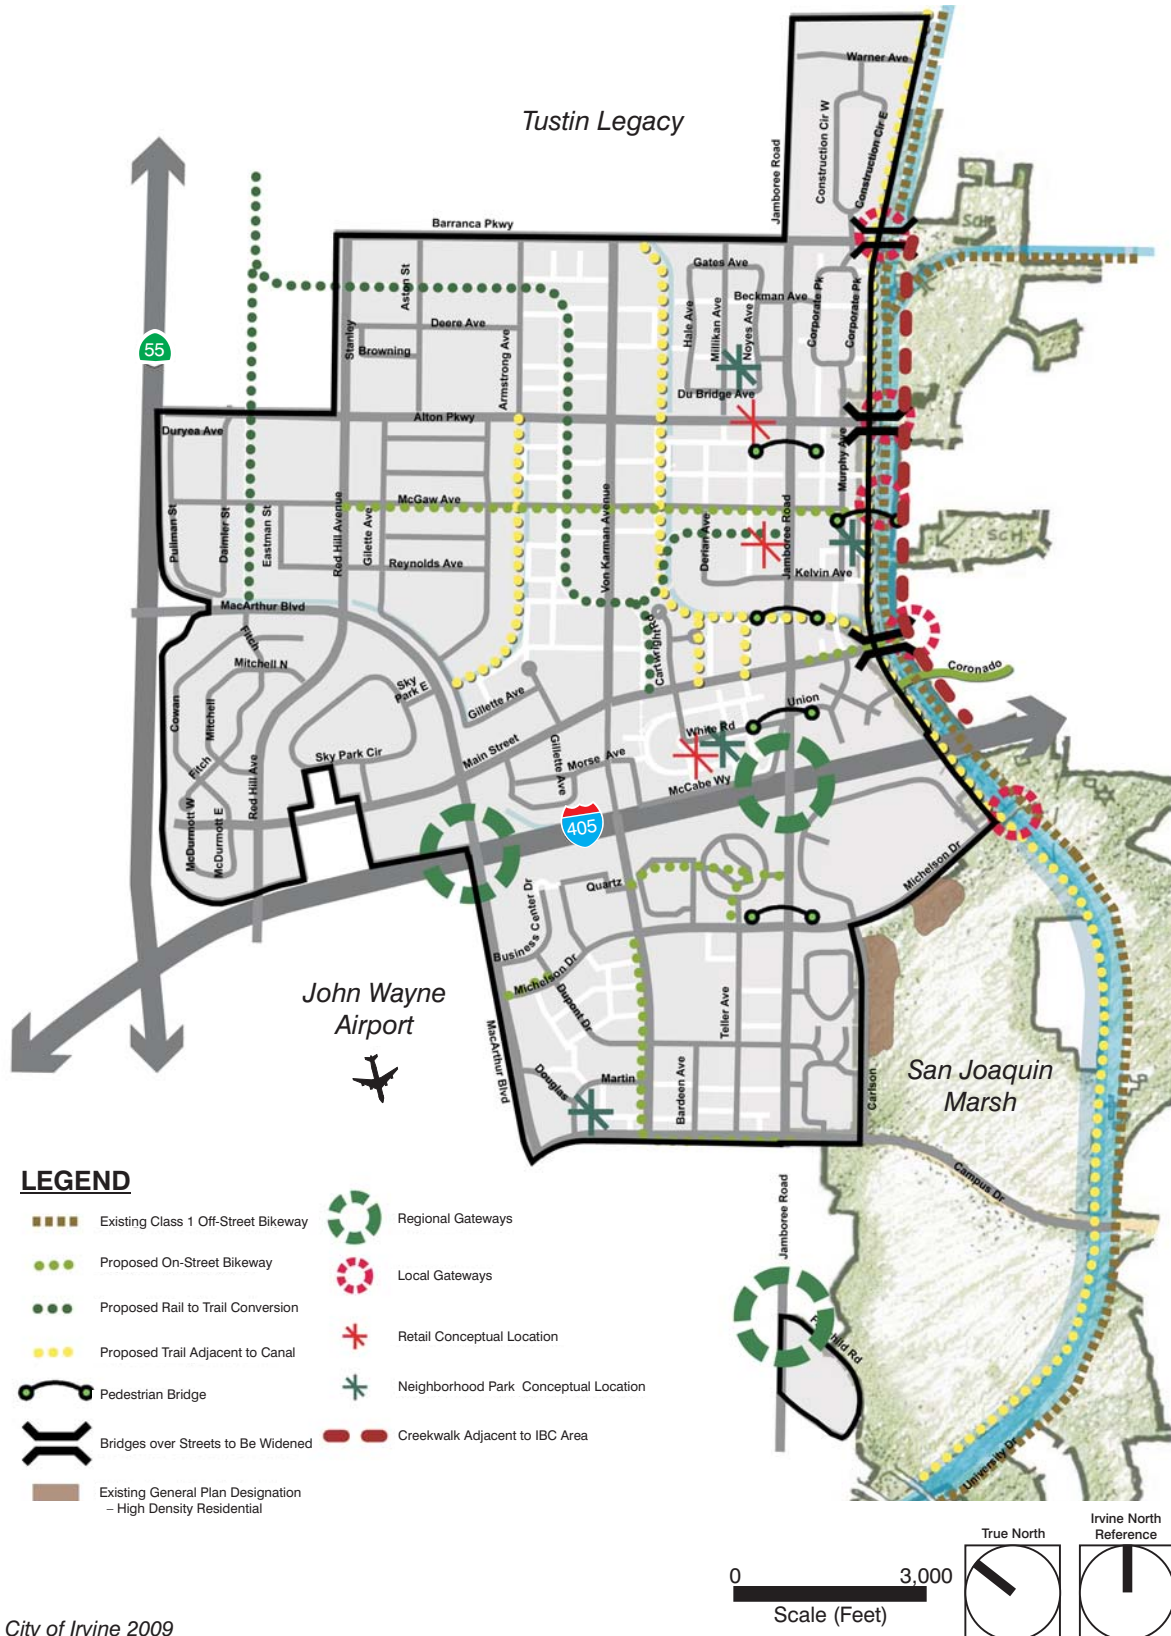 Warner Ave
Tustin Legacy
Construction Cir W
Construction Cir E
Jamboree Road
Barranca Pkwy
Sch
Gates Ave
Aston St
Beckman Ave
Corporate Pk
Corporate Pk
Hale Ave
Millikan Ave
Noyes Ave
Deere Ave
Stanley
Browning
55
Armstrong Ave
Du Bridge Ave
Alton Pkwy
Duryea Ave
Murphy Ave
McGaw Ave
Pullman St
Daimler St
Eastman St
Red Hill Avenue
Gillette Ave
Von Karman Avenue
Derian Ave
Jamboree Road
SCH.
Reynolds Ave
Kelvin Ave
MacArthur Blvd
Fitch
Cartwright Rd
Mitchell N
Coronado
Sky
Park E
Cowan
Mitchell
Gillette Ave
Union
White Rd
Main Street
Sky Park Cir
Gillette Ave
Morse Ave
Fitch
Red Hill Ave
McCabe Wy
405
McDurmott W
McDurmott E
Michelson Dr
Quartz
Business Center Dr
Michelson Dr
John Wayne
Airport
Dupont Dr
Teller Ave
MacArthur Blvd
Douglas
Martin
Bardeen Ave
Carlson
San Joaquin
Marsh
Campus Dr
LEGEND
Existing Class 1 Off-Street Bikeway
Proposed On-Street Bikeway
Proposed Rail to Trail Conversion
Proposed Trail Adjacent to Canal
Pedestrian Bridge
Bridges over Streets to Be Widened
Existing General Plan Designation
– High Density Residential
Regional Gateways
Local Gateways
Retail Conceptual Location
Neighborhood Park Conceptual Location
Creekwalk Adjacent to IBC Area
Jamboree Road
Rd
University Dr
True North
Irvine North
Reference
0 3,000
Scale (Feet)
City of Irvine 2009